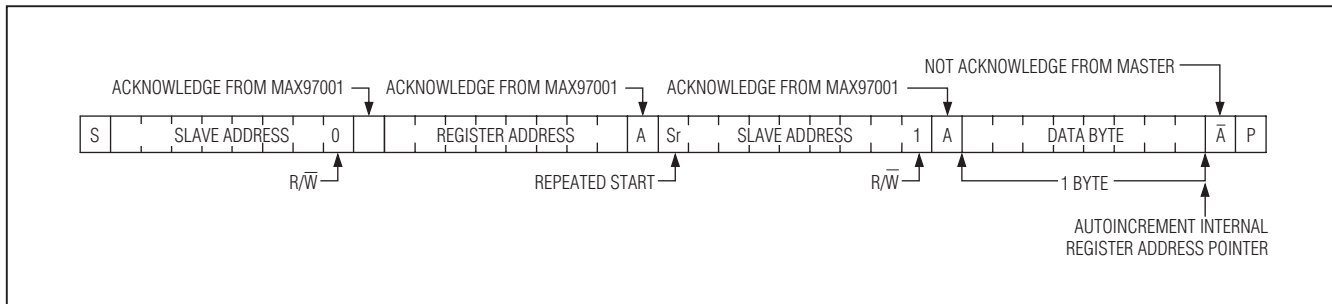 NOT ACKNOWLEDGE FROM MASTER
ACKNOWLEDGE FROM MAX97001 ACKNOWLEDGE FROM MAX97001 ACKNOWLEDGE FROM MAX97001
S SLAVE ADDRESS 0 REGISTER ADDRESS A Sr SLAVE ADDRESS 1 A DATA BYTE A̅ P
R/W̅ REPEATED START R/W̅ 1 BYTE
AUTOINCREMENT INTERNAL
REGISTER ADDRESS POINTER